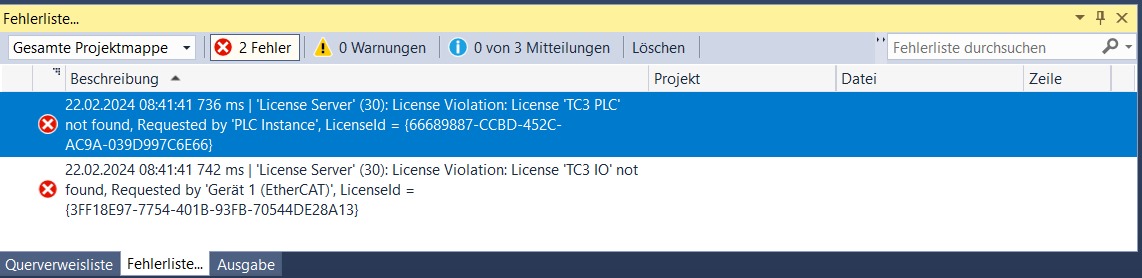 Fehlerliste...
Gesamte Projektmappe
2 Fehler
0 Warnungen
0 von 3 Mitteilungen
Löschen
Fehlerliste durchsuchen
Beschreibung
Projekt
Datei
Zeile
22.02.2024 08:41:41 736 ms | 'License Server' (30): License Violation: License 'TC3 PLC'
not found, Requested by 'PLC Instance', LicenseId = {66689887-CCBD-452C-
AC9A-039D997C6E66}
22.02.2024 08:41:41 742 ms | 'License Server' (30): License Violation: License 'TC3 IO' not
found, Requested by 'Gerät 1 (EtherCAT)', LicenseId =
{3FF18E97-7754-401B-93FB-70544DE28A13}
Querverweisliste
Fehlerliste...
Ausgabe